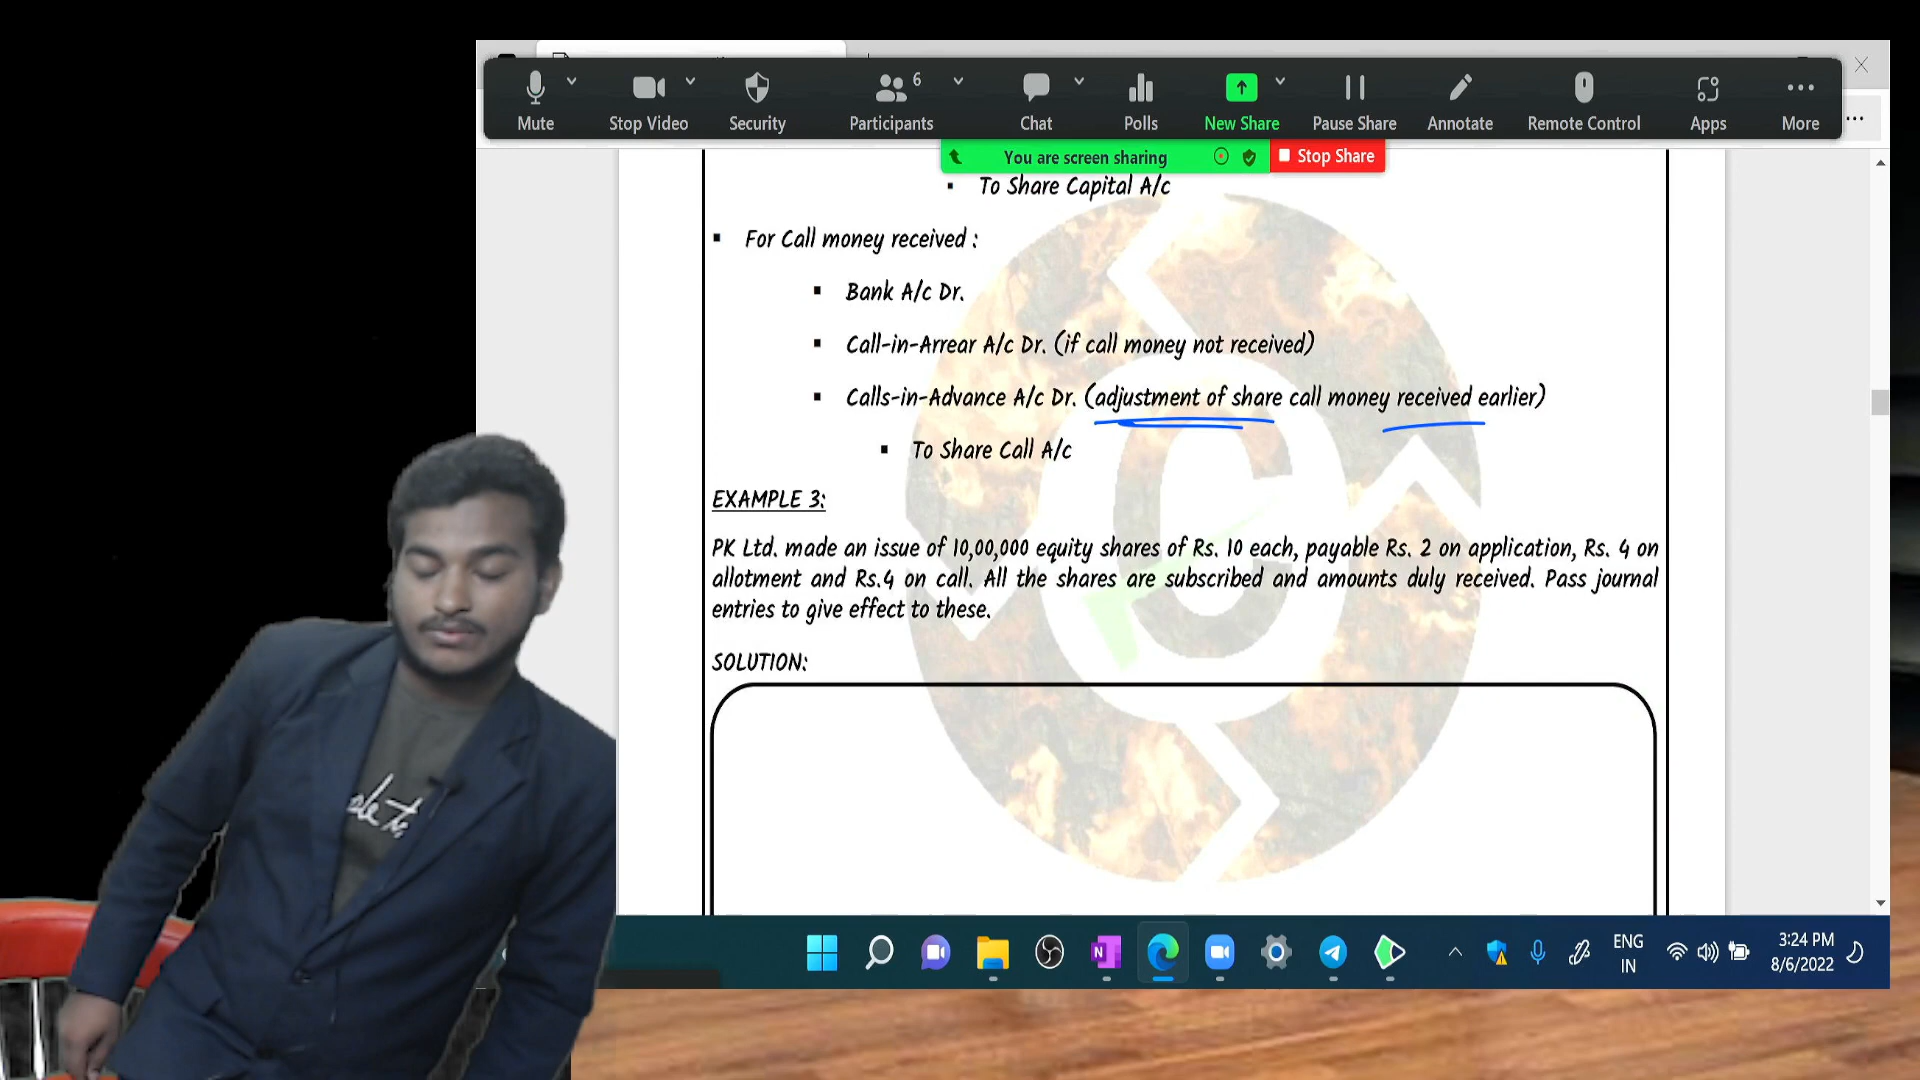 6
Mute
Stop Video
Security
Participants
Chat
Polls
New Share
Pause Share
Annotate
Remote Control
Apps
More
You are screen sharing
Stop Share
▪ To Share Capital A/c
▪ For Call money received :
▪ Bank A/c Dr.
▪ Call-in-Arrear A/c Dr. (if call money not received)
▪ Calls-in-Advance A/c Dr. (adjustment of share call money received earlier)
▪ To Share Call A/c
EXAMPLE 3:
PK Ltd. made an issue of 10,00,000 equity shares of Rs. 10 each, payable Rs. 2 on application, Rs. 4 on
allotment and Rs.4 on call. All the shares are subscribed and amounts duly received. Pass journal
entries to give effect to these.
SOLUTION:
ENG
IN
3:24 PM
8/6/2022